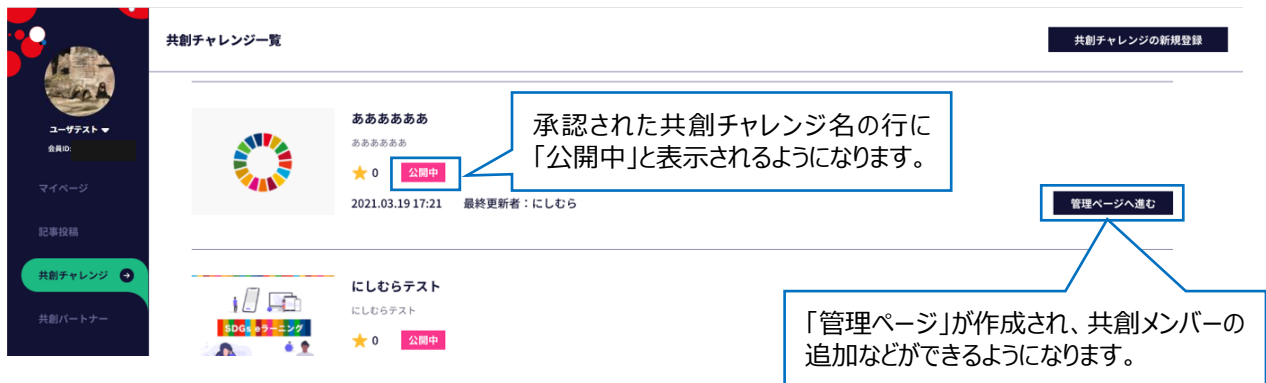 共創チャレンジ一覧
共創チャレンジの新規登録
ユーザテスト
会員ID:
マイページ
記事投稿
共創チャレンジ
共創パートナー
ああああああ
ああああああ
0 公開中
2021.03.19 17:21 最終更新者：にしむら
承認された共創チャレンジ名の行に
「公開中」と表示されるようになります。
管理ページへ進む
にしむらテスト
にしむらテスト
SDGs eラーニング
0 公開中
「管理ページ」が作成され、共創メンバーの
追加などができるようになります。